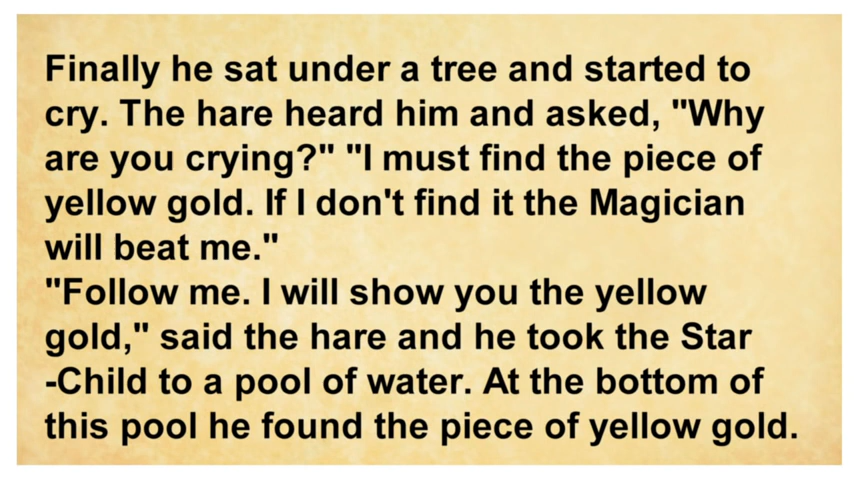 Finally he sat under a tree and started to
cry. The hare heard him and asked, "Why
are you crying?" "I must find the piece of
yellow gold. If I don't find it the Magician
will beat me."
"Follow me. I will show you the yellow
gold," said the hare and he took the Star
-Child to a pool of water. At the bottom of
this pool he found the piece of yellow gold.